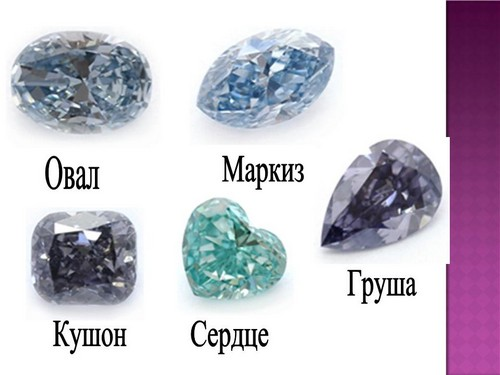 Овал
Маркиз
Груша
Кушон
Сердце